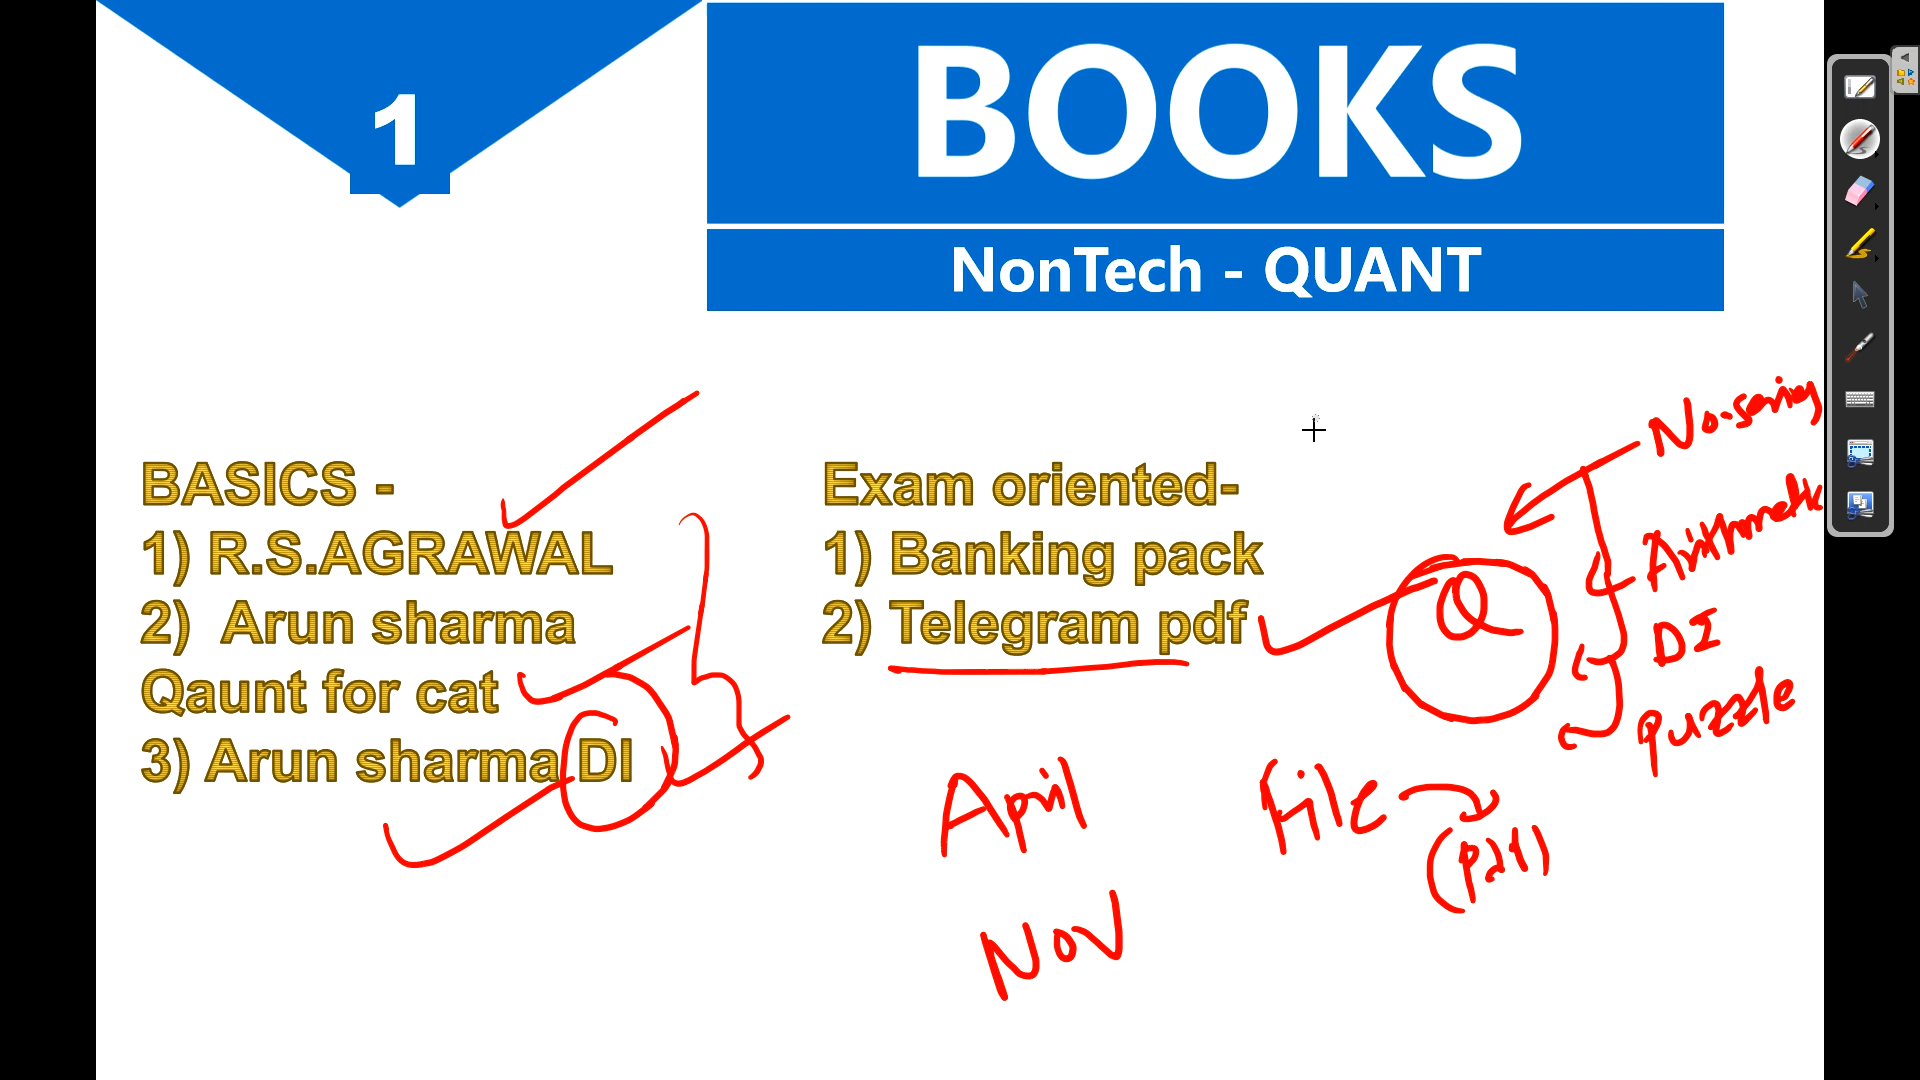 1
BOOKS
NonTech - QUANT
BASICS -
1) R.S.AGRAWAL
2) Arun sharma
Qaunt for cat
3) Arun sharma DI
Exam oriented-
1) Banking pack
2) Telegram pdf
No-series
Arithmetic
DI
Puzzle
Q
April
File
(Pdf)
Nov